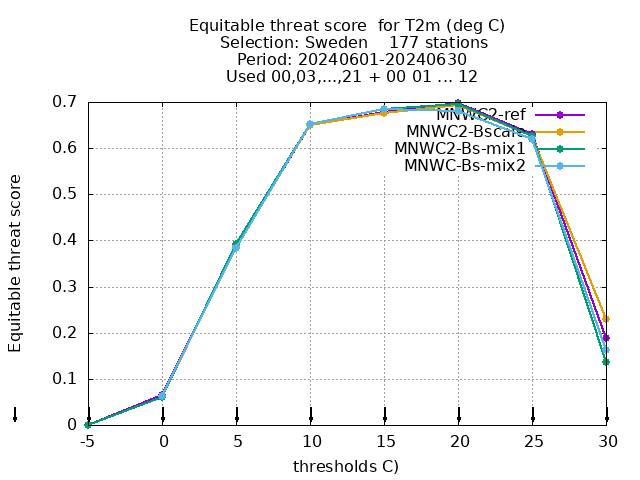 Equitable threat score  for T2m (deg C)
Selection: Sweden    177 stations
Period: 20240601-20240630
Used 00,03,...,21 + 00 01 ... 12
Equitable threat score
0.7
0.6
0.5
0.4
0.3
0.2
0.1
0
MNWC2-ref
MNWC2-Bscale
MNWC2-Bs-mix1
MNWC-Bs-mix2
-5 0 5 10 15 20 25 30
thresholds C)